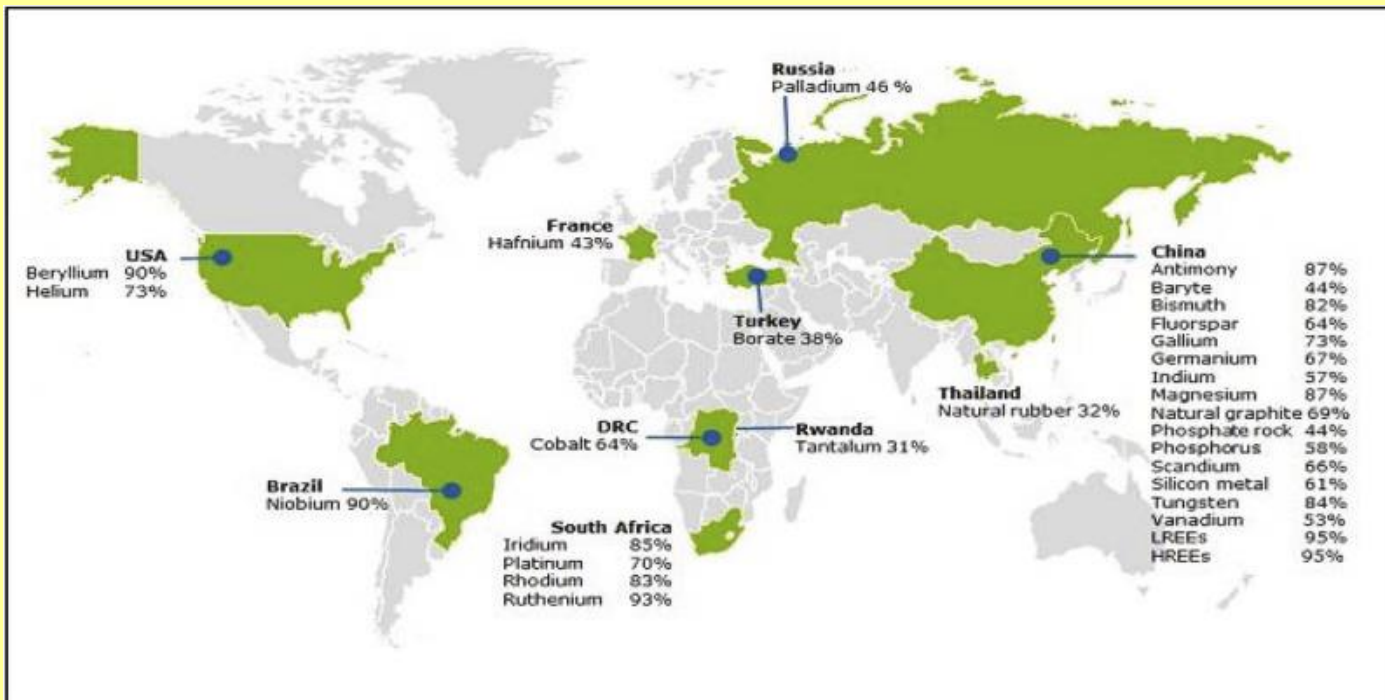 Russia
Palladium 46 %
France
Hafnium 43%
USA
Beryllium 90%
Helium 73%
Turkey
Borate 38%
China
Antimony 87%
Baryte 44%
Bismuth 82%
Fluorspar 64%
Gallium 73%
Germanium 67%
Indium 57%
Magnesium 87%
Natural graphite 69%
Phosphate rock 44%
Phosphorus 58%
Scandium 66%
Silicon metal 61%
Tungsten 84%
Vanadium 53%
LREEs 95%
HREEs 95%
Thailand
Natural rubber 32%
DRC
Cobalt 64%
Rwanda
Tantalum 31%
Brazil
Niobium 90%
South Africa
Iridium 85%
Platinum 70%
Rhodium 83%
Ruthenium 93%